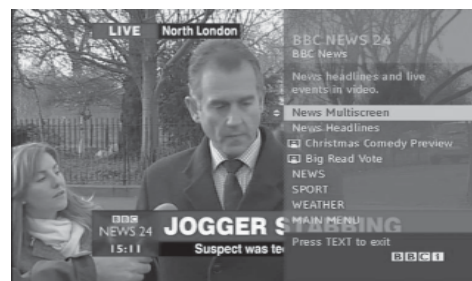 LIVE North London
BBC NEWS 24
BBC News
News headlines and live
events in video.
News Multiscreen
News Headlines
Christmas Comedy Preview
Big Read Vote
NEWS
SPORT
WEATHER
MAIN MENU
Press TEXT to exit
BBC 1
BBC
NEWS 24
15:11
JOGGER STABBING
Suspect was